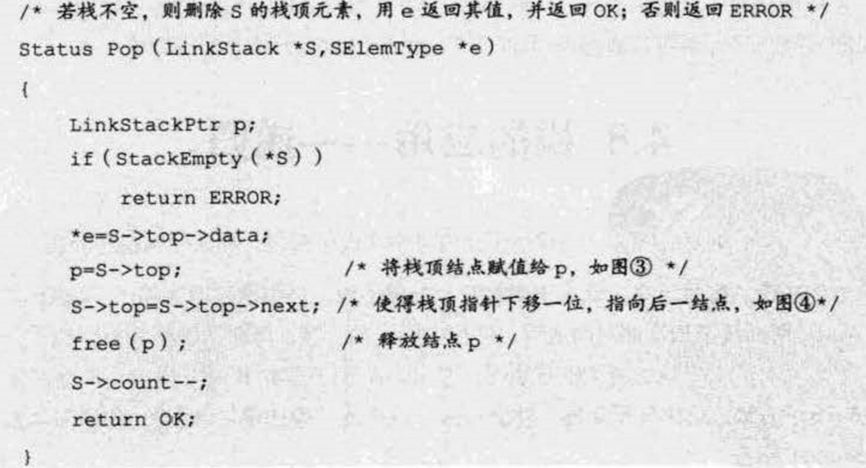 /* 若栈不空，则删除 S 的栈顶元素，用 e 返回其值，并返回 OK；否则返回 ERROR */
Status Pop(LinkStack *S,SElemType *e)
{
LinkStackPtr p;
if(StackEmpty(*S))
return ERROR;
*e=S->top->data;
p=S->top; /* 将栈顶结点赋值给 p，如图③ */
S->top=S->top->next; /* 使得栈顶指针下移一位，指向后一结点，如图④*/
free(p); /* 释放结点 p */
S->count--;
return OK;
}